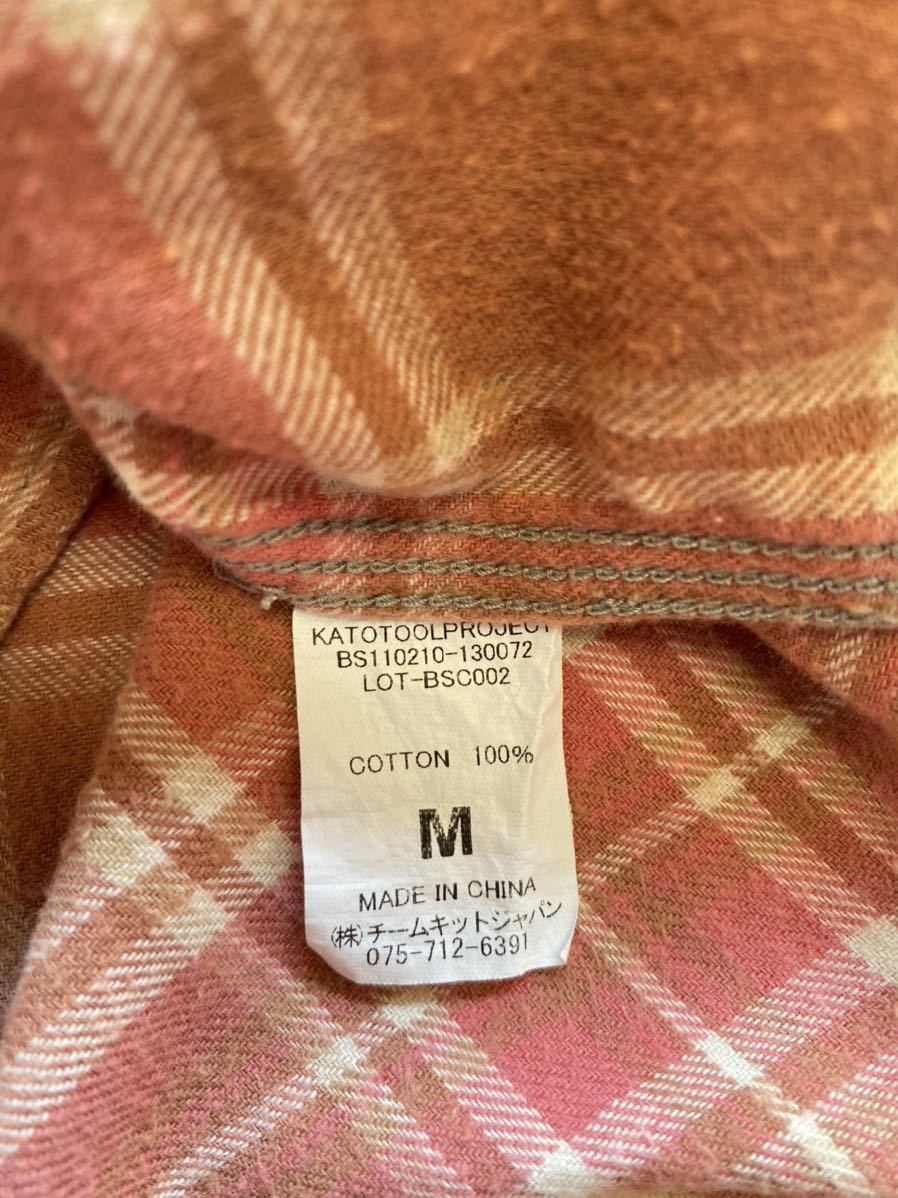 KATOTOOLPROJECT
BS110210-130072
LOT-BSC002
COTTON 100%
M
MADE IN CHINA
(株)チームキットジャパン
075-712-6391